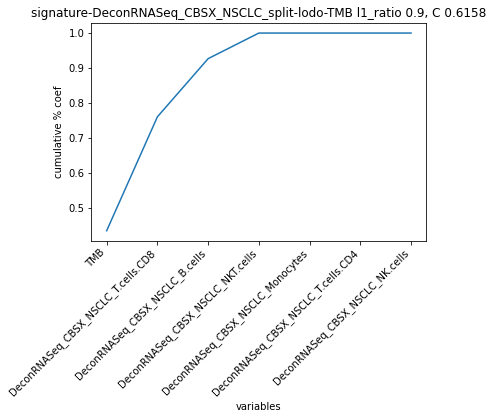 signature-DeconRNASeq_CBSX_NSCLC_split-lodo-TMB l1_ratio 0.9, C 0.6158
cumulative % coef
1.0
0.9
0.8
0.7
0.6
0.5
TMB
DeconRNASeq_CBSX_NSCLC_T.cells.CD8
DeconRNASeq_CBSX_NSCLC_B.cells
DeconRNASeq_CBSX_NSCLC_NKT.cells
DeconRNASeq_CBSX_NSCLC_Monocytes
DeconRNASeq_CBSX_NSCLC_T.cells.CD4
DeconRNASeq_CBSX_NSCLC_NK.cells
variables